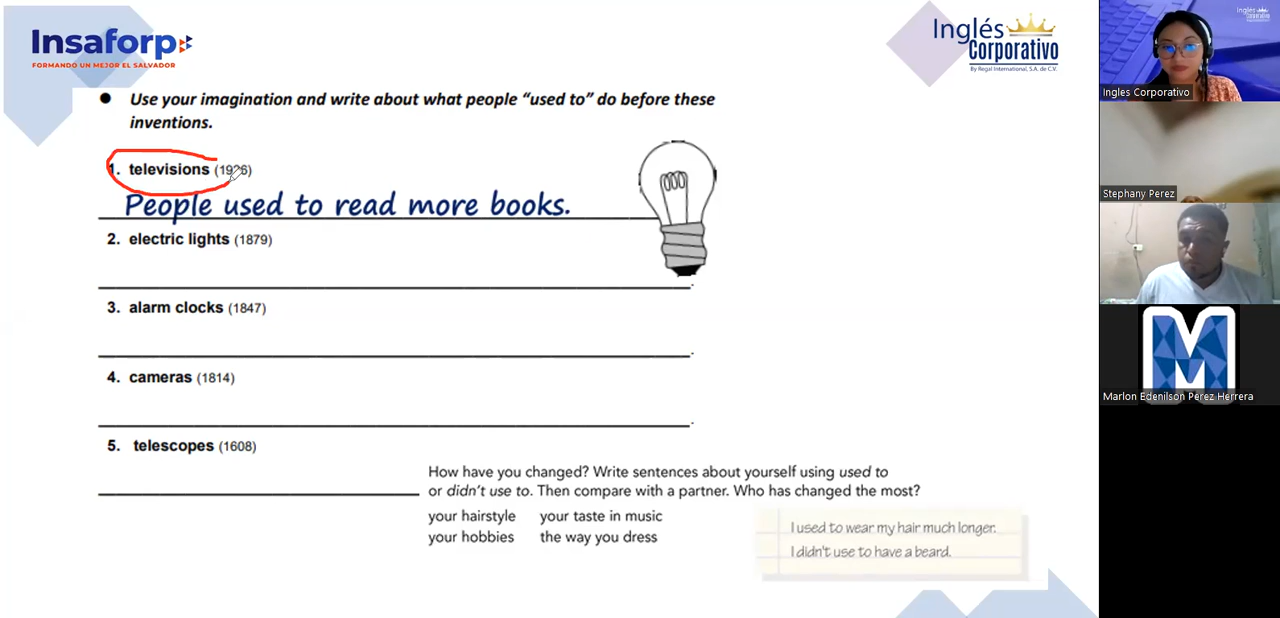 Insaforp
FORMANDO UN MEJOR EL SALVADOR
Inglés
Corporativo
By Regal International, S.A. de C.V.
● Use your imagination and write about what people “used to” do before these
inventions.
1. televisions (1926)
People used to read more books.
2. electric lights (1879)
3. alarm clocks (1847)
4. cameras (1814)
5. telescopes (1608)
How have you changed? Write sentences about yourself using used to
or didn’t use to. Then compare with a partner. Who has changed the most?
your hairstyle your taste in music
your hobbies the way you dress
I used to wear my hair much longer.
I didn't use to have a beard.
inglés
Ingles Corporativo
Stephany Perez
M
Marlon Edenilson Pérez Herrera